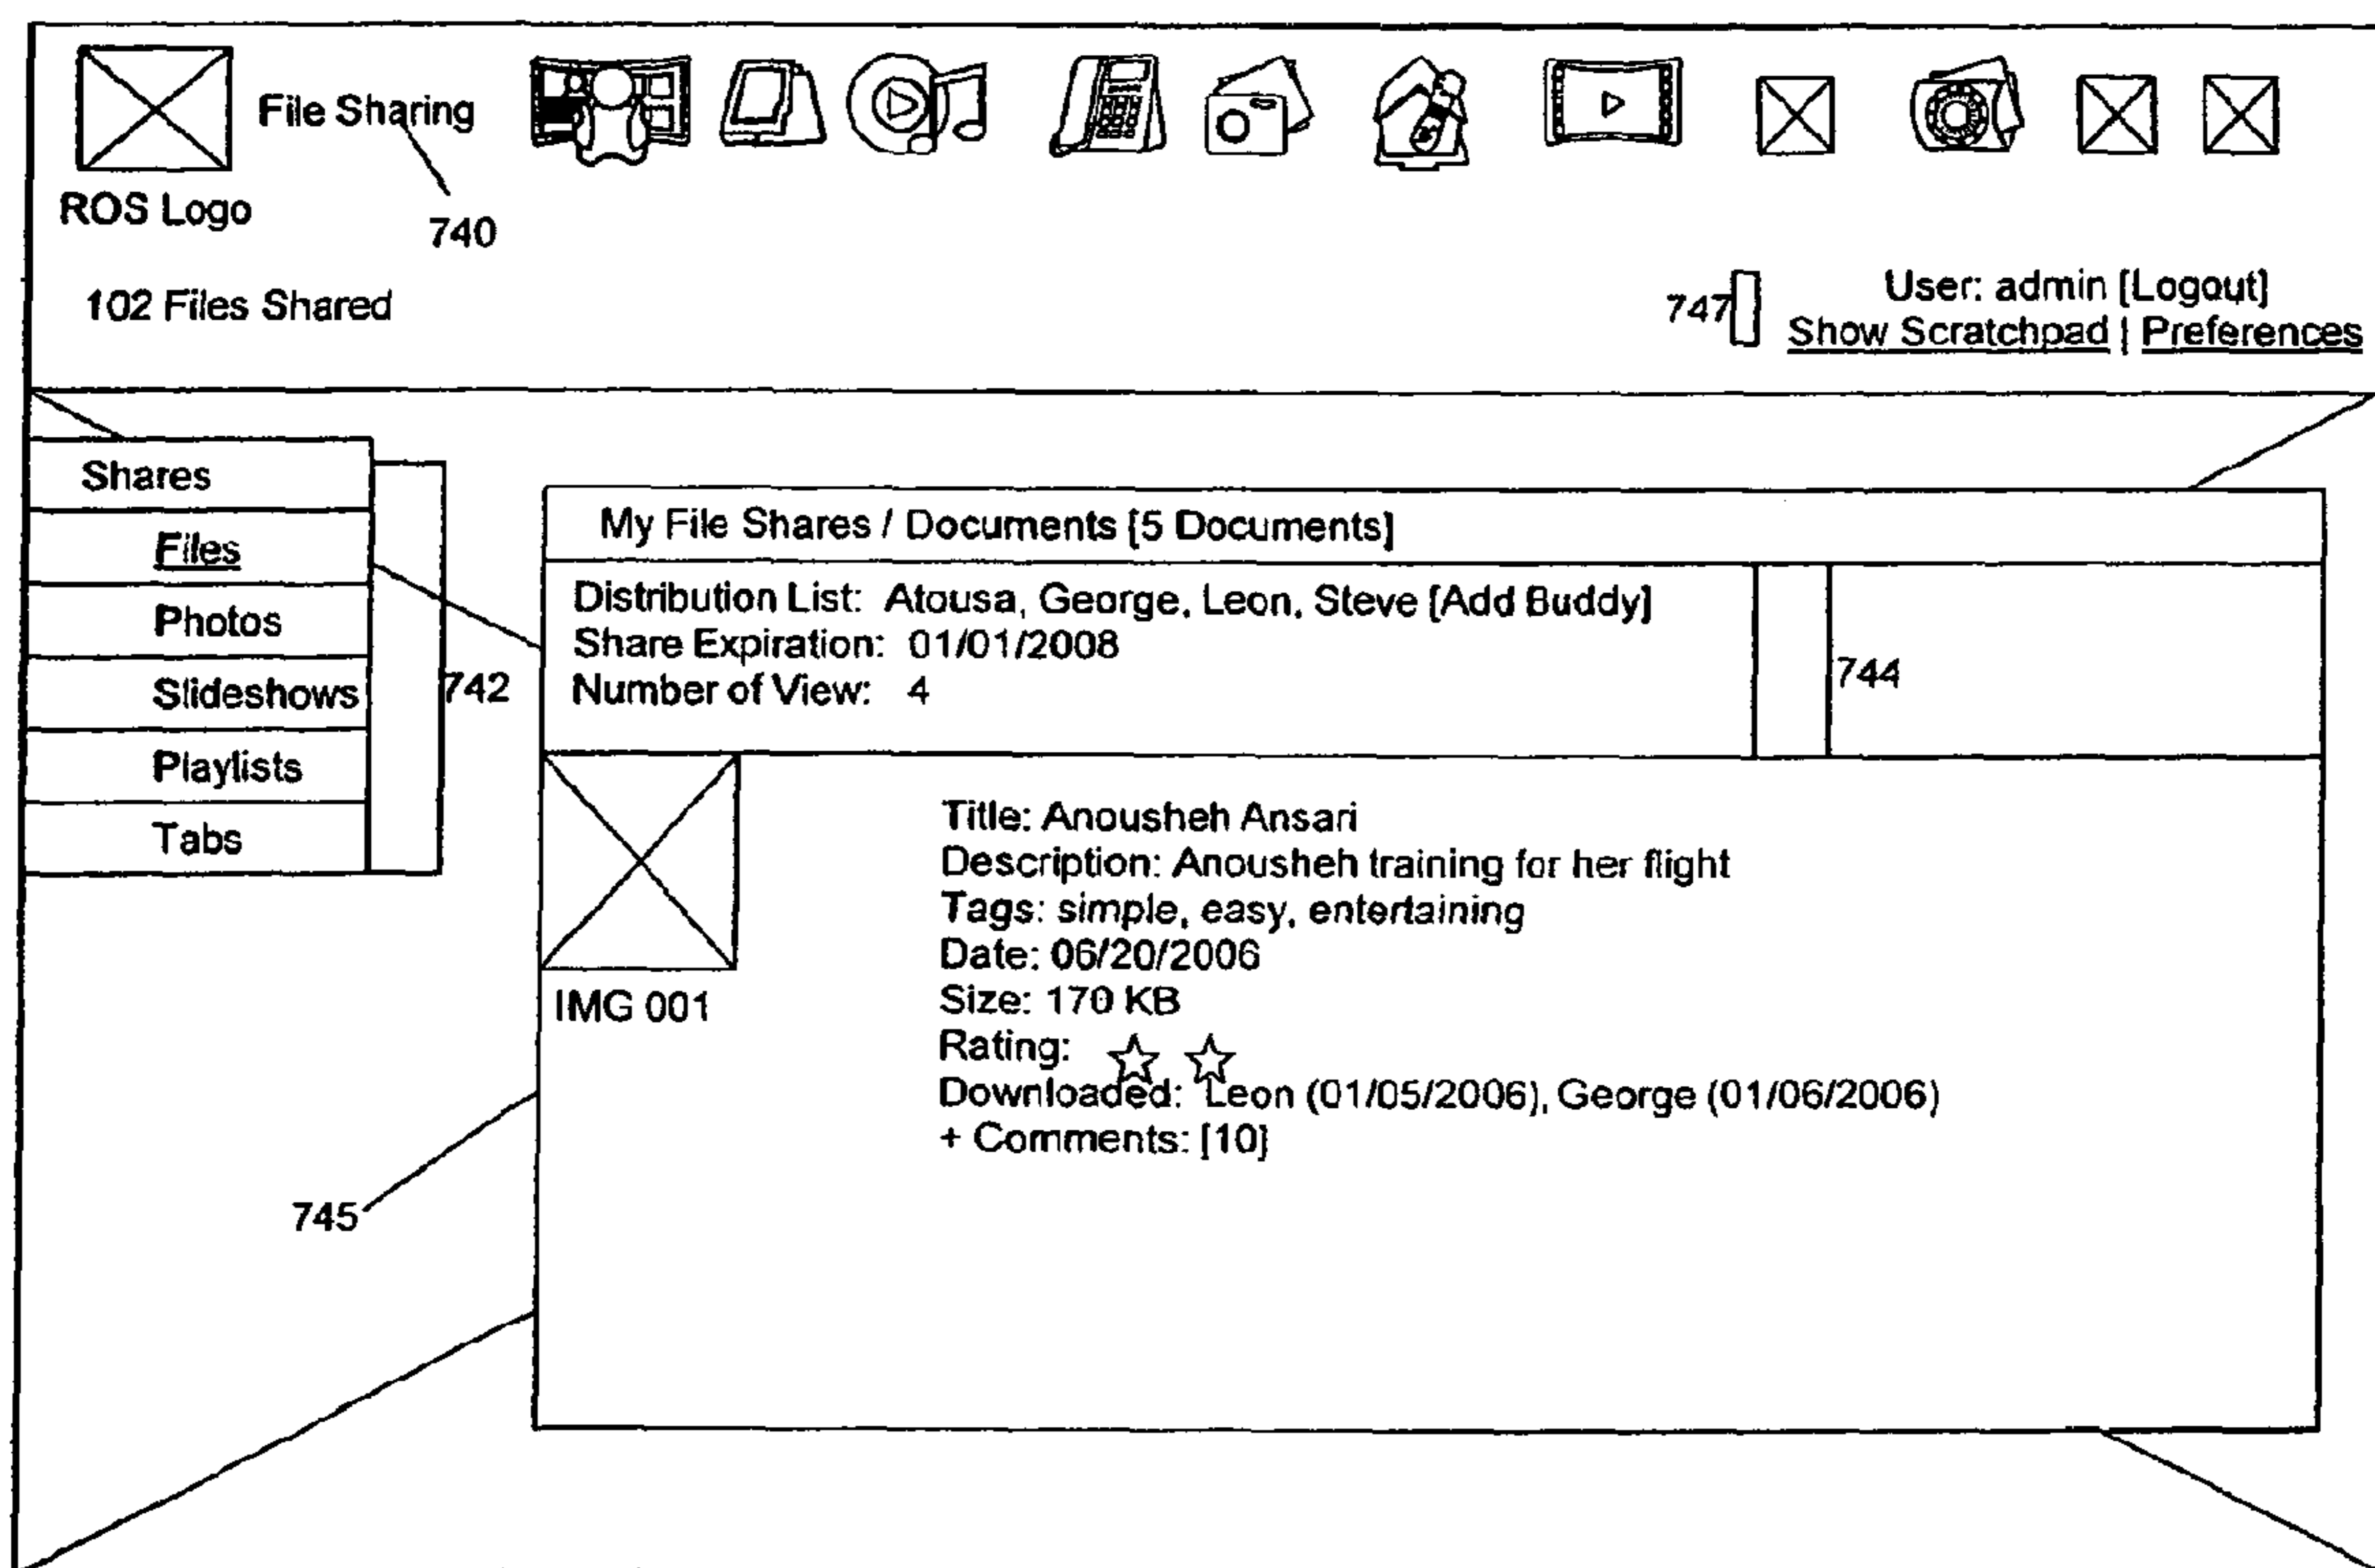 File Sharing
ROS Logo
740
102 Files Shared
747
User: admin [Logout]
Show Scratchpad | Preferences
Shares
Files
Photos
Slideshows
Playlists
Tabs
742
My File Shares / Documents [5 Documents]
Distribution List: Atousa, George, Leon, Steve [Add Buddy]
Share Expiration: 01/01/2008
Number of View: 4
744
IMG 001
Title: Anousheh Ansari
Description: Anousheh training for her flight
Tags: simple, easy, entertaining
Date: 06/20/2006
Size: 170 KB
Rating:
Downloaded: Leon (01/05/2006), George (01/06/2006)
+ Comments: [10]
745